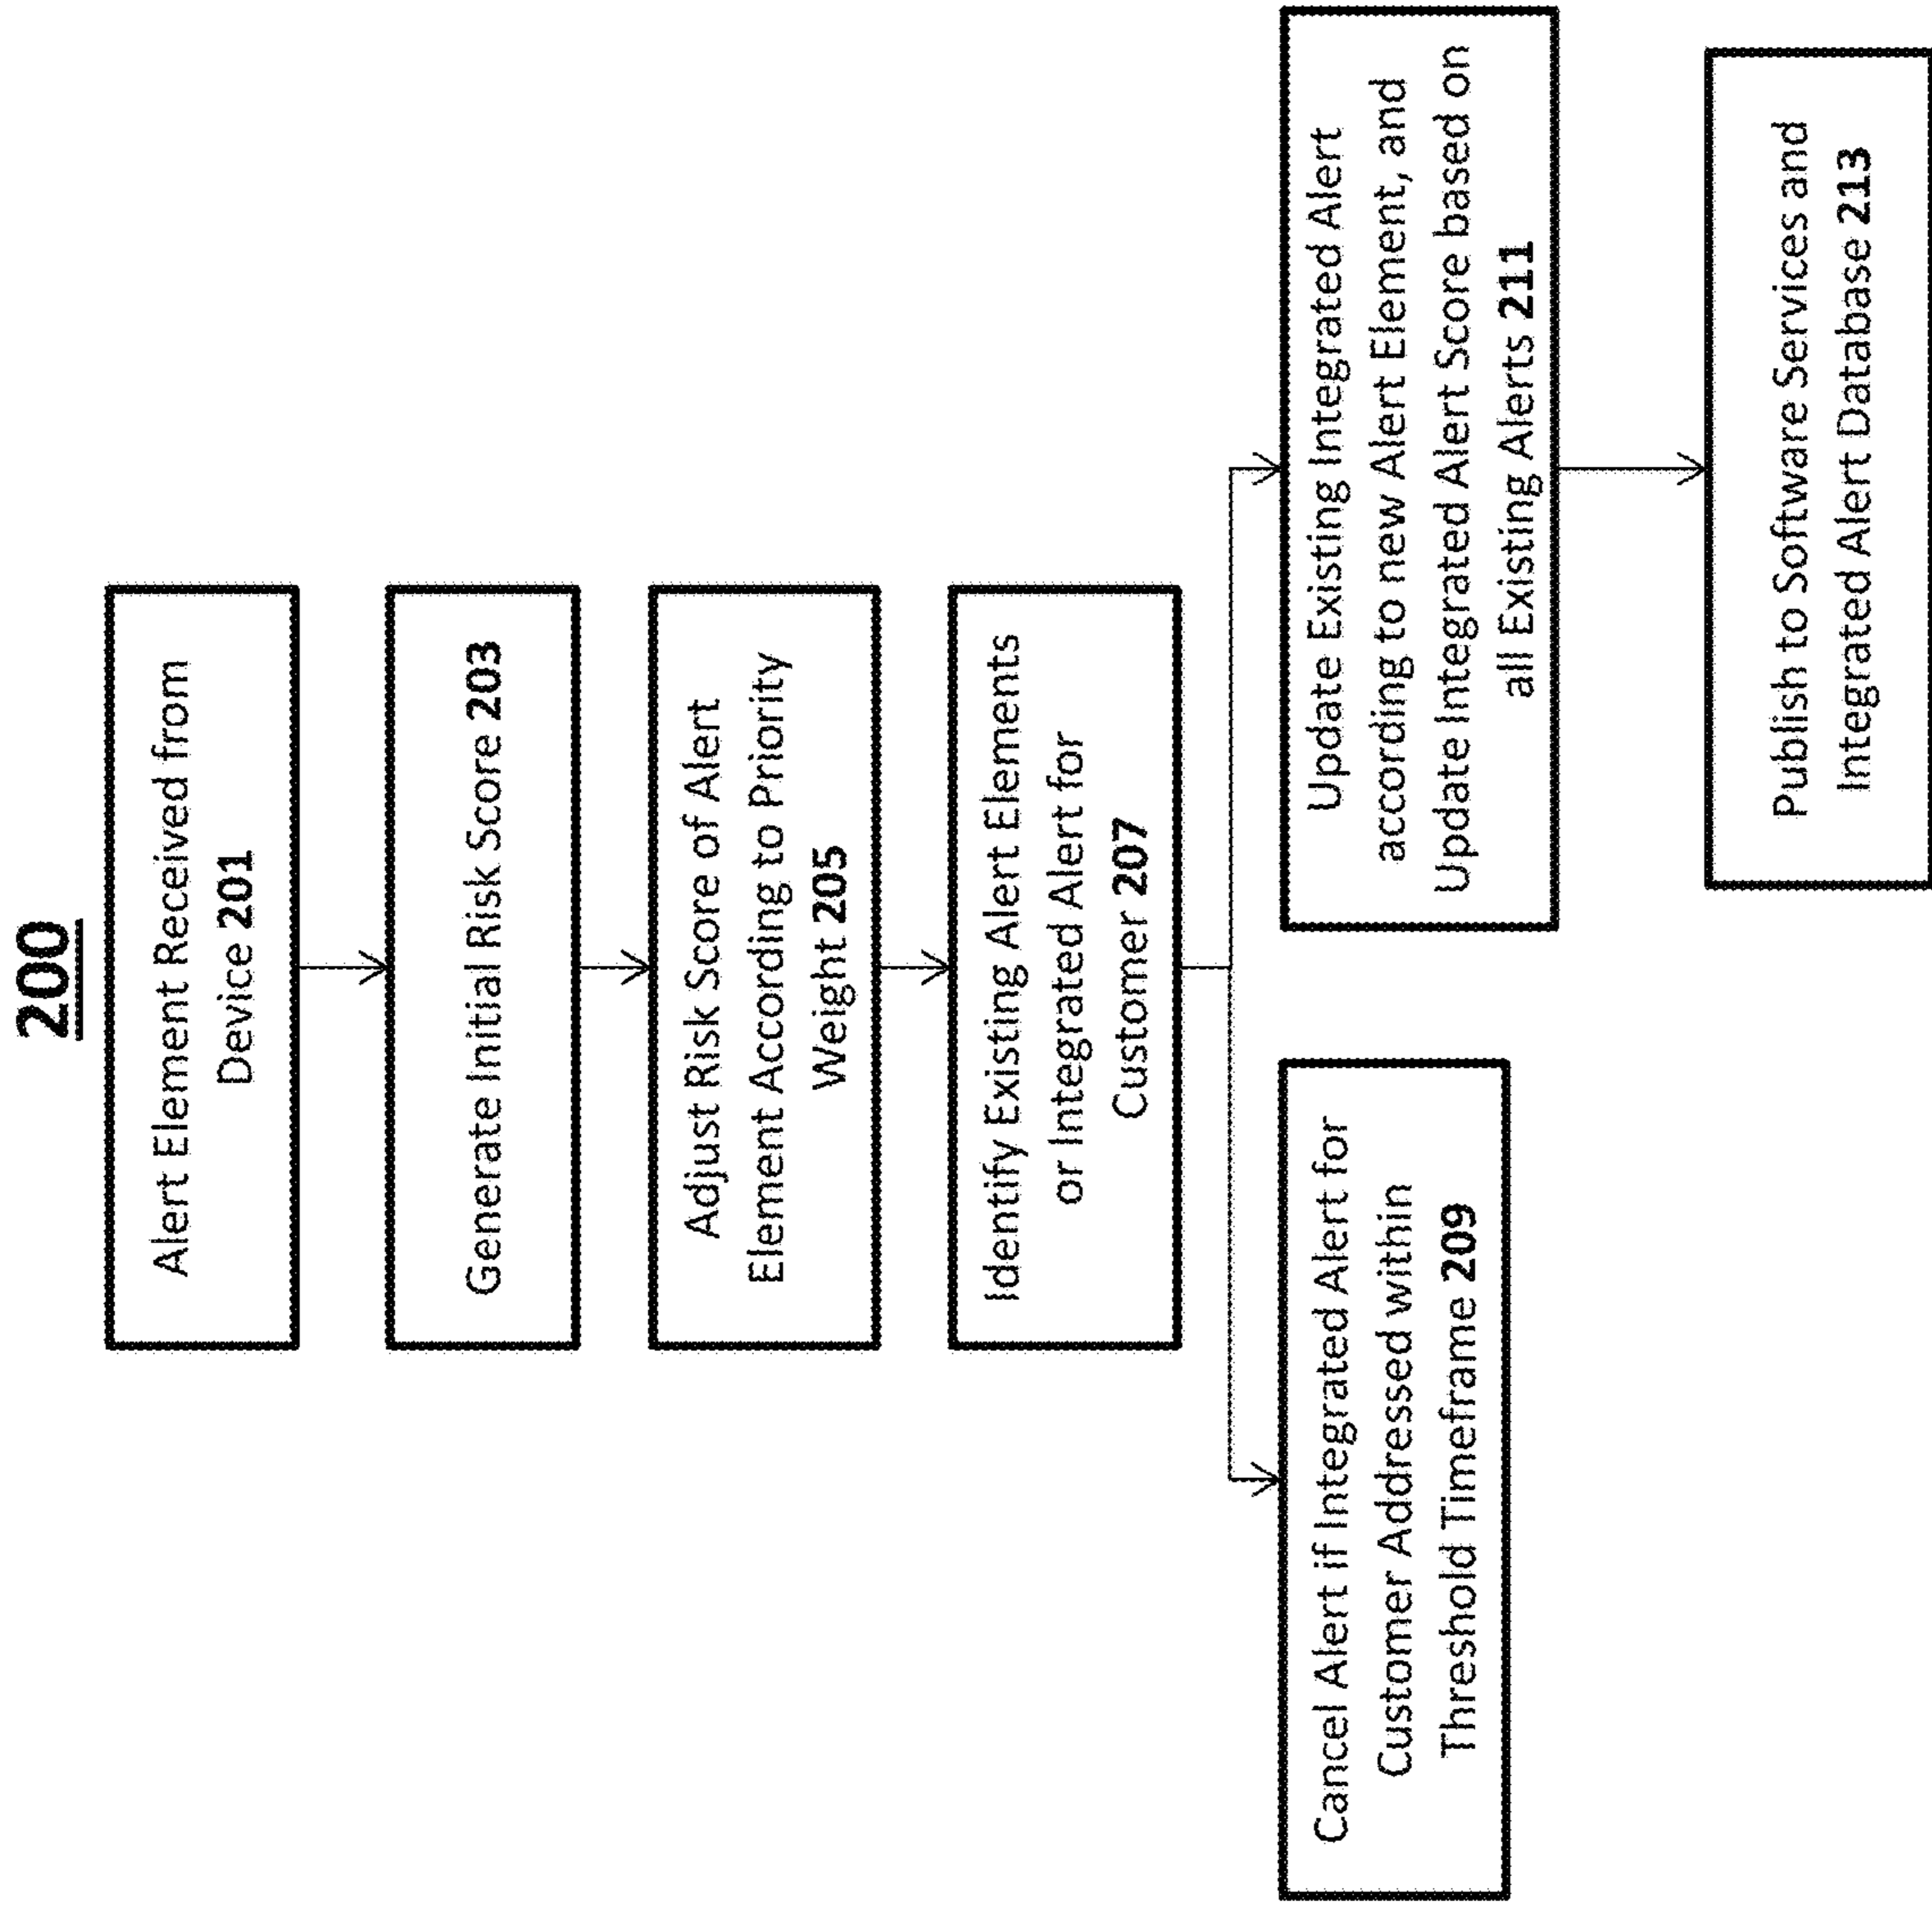 200
Alert Element Received from
Device 201
Generate Initial Risk Score 203
Adjust Risk Score of Alert
Element According to Priority
Weight 205
Identify Existing Alert Elements
or Integrated Alert for
Customer 207
Cancel Alert if Integrated Alert for
Customer Addressed within
Threshold Timeframe 209
Update Existing Integrated Alert
according to new Alert Element, and
Update Integrated Alert Score based on
all Existing Alerts 211
Publish to Software Services and
Integrated Alert Database 213